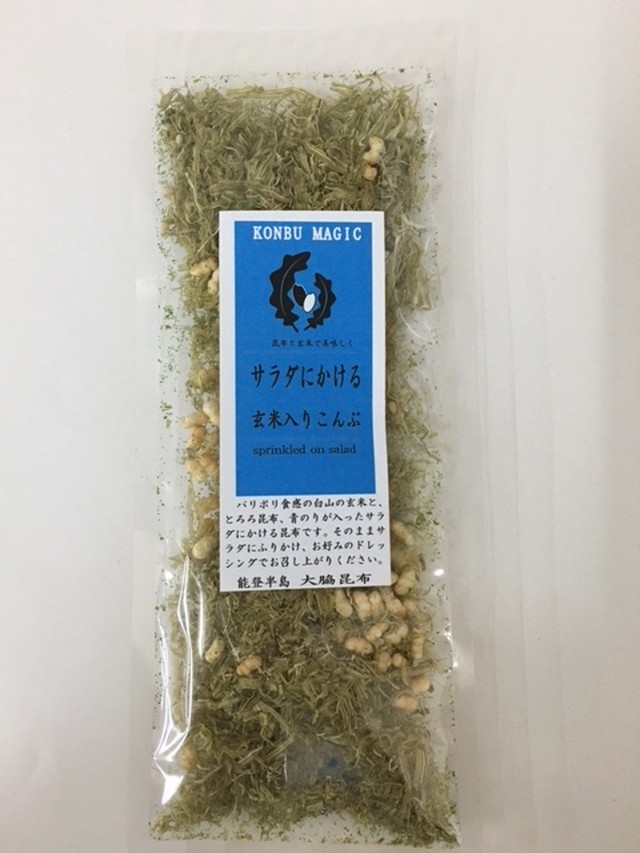 KONBU MAGIC
昆布と玄米で美味しく
サラダにかける
玄米入りこんぶ
sprinkled on salad
パリポリ食感の白山の玄米と、
とろろ昆布、青のりが入ったサラ
ダにかける昆布です。そのままサ
ラダにふりかけ、お好みのドレッ
シングでお召し上がりください。
能登半島 大脇昆布